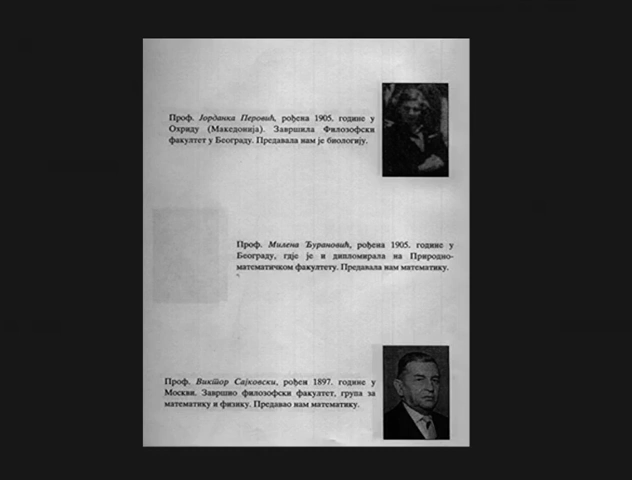 Проф. Јорданка Перовић, рођена 1905. године у
Охриду (Македонија). Завршила Филозофски
факултет у Београду. Предавала нам је биологију.
Проф. Милена Ђурановић, рођена 1905. године у
Београду, гдје је и дипломирала на Природно-
математичком факултету. Предавала нам математику.
Проф. Виктор Сајковски, рођен 1897. године у
Москви. Завршио филозофски факултет, група за
математику и физику. Предавао нам математику.